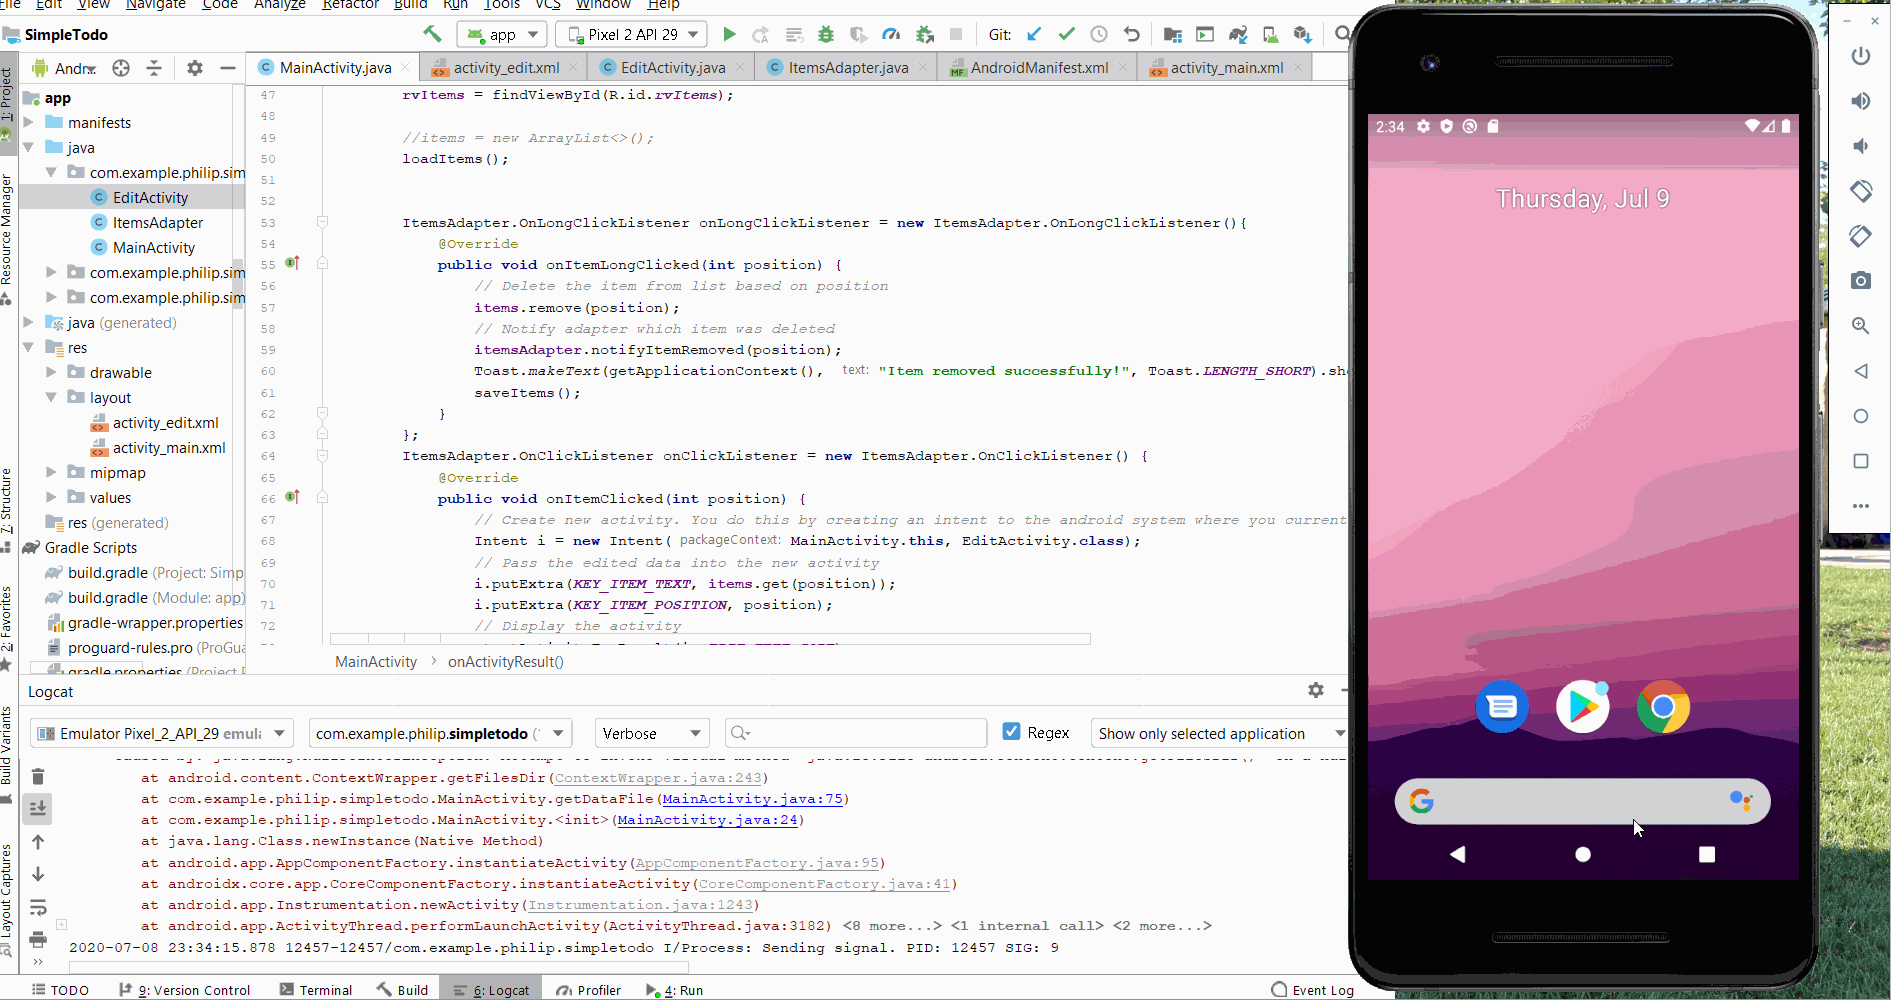 File Edit View Navigate Code Analyze Refactor Build Run Tools VCS Window Help
SimpleTodo
app
Pixel 2 API 29
Git:
Andr
MainActivity.java
activity_edit.xml
EditActivity.java
ItemsAdapter.java
AndroidManifest.xml
activity_main.xml
1: Project
Resource Manager
7: Structure
2: Favorites
Build Variants
Layout Captures
app
manifests
java
com.example.philip.sim
EditActivity
ItemsAdapter
MainActivity
com.example.philip.sim
com.example.philip.sim
java (generated)
res
drawable
layout
activity_edit.xml
activity_main.xml
mipmap
values
res (generated)
Gradle Scripts
build.gradle (Project: Simp
build.gradle (Module: app)
gradle-wrapper.properties
proguard-rules.pro (ProGua
gradle.properties (Project P
47 rvItems = findViewById(R.id.rvItems);
48
49 //items = new ArrayList<>();
50 loadItems();
51
52
53 ItemsAdapter.OnLongClickListener onLongClickListener = new ItemsAdapter.OnLongClickListener(){
54 @Override
55 public void onItemLongClicked(int position) {
56 // Delete the item from list based on position
57 items.remove(position);
58 // Notify adapter which item was deleted
59 itemsAdapter.notifyItemRemoved(position);
60 Toast.makeText(getApplicationContext(), text: "Item removed successfully!", Toast.LENGTH_SHORT).sho
61 saveItems();
62 }
63 };
64 ItemsAdapter.OnClickListener onClickListener = new ItemsAdapter.OnClickListener() {
65 @Override
66 public void onItemClicked(int position) {
67 // Create new activity. You do this by creating an intent to the android system where you current
68 Intent i = new Intent( packageContext: MainActivity.this, EditActivity.class);
69 // Pass the edited data into the new activity
70 i.putExtra(KEY_ITEM_TEXT, items.get(position));
71 i.putExtra(KEY_ITEM_POSITION, position);
72 // Display the activity
MainActivity > onActivityResult()
Logcat
Emulator Pixel_2_API_29 emul
com.example.philip.simpletodo (
Verbose
Regex
Show only selected application
at android.content.ContextWrapper.getFilesDir(ContextWrapper.java:243)
at com.example.philip.simpletodo.MainActivity.getDataFile(MainActivity.java:75)
at com.example.philip.simpletodo.MainActivity.<init>(MainActivity.java:24)
at java.lang.Class.newInstance(Native Method)
at android.app.AppComponentFactory.instantiateActivity(AppComponentFactory.java:95)
at androidx.core.app.CoreComponentFactory.instantiateActivity(CoreComponentFactory.java:41)
at android.app.Instrumentation.newActivity(Instrumentation.java:1243)
at android.app.ActivityThread.performLaunchActivity(ActivityThread.java:3182) <8 more...> <1 internal call> <2 more...>
2020-07-08 23:34:15.878 12457-12457/com.example.philip.simpletodo I/Process: Sending signal. PID: 12457 SIG: 9
TODO
9: Version Control
Terminal
Build
6: Logcat
Profiler
4: Run
Event Log
2:34
Thursday, Jul 9